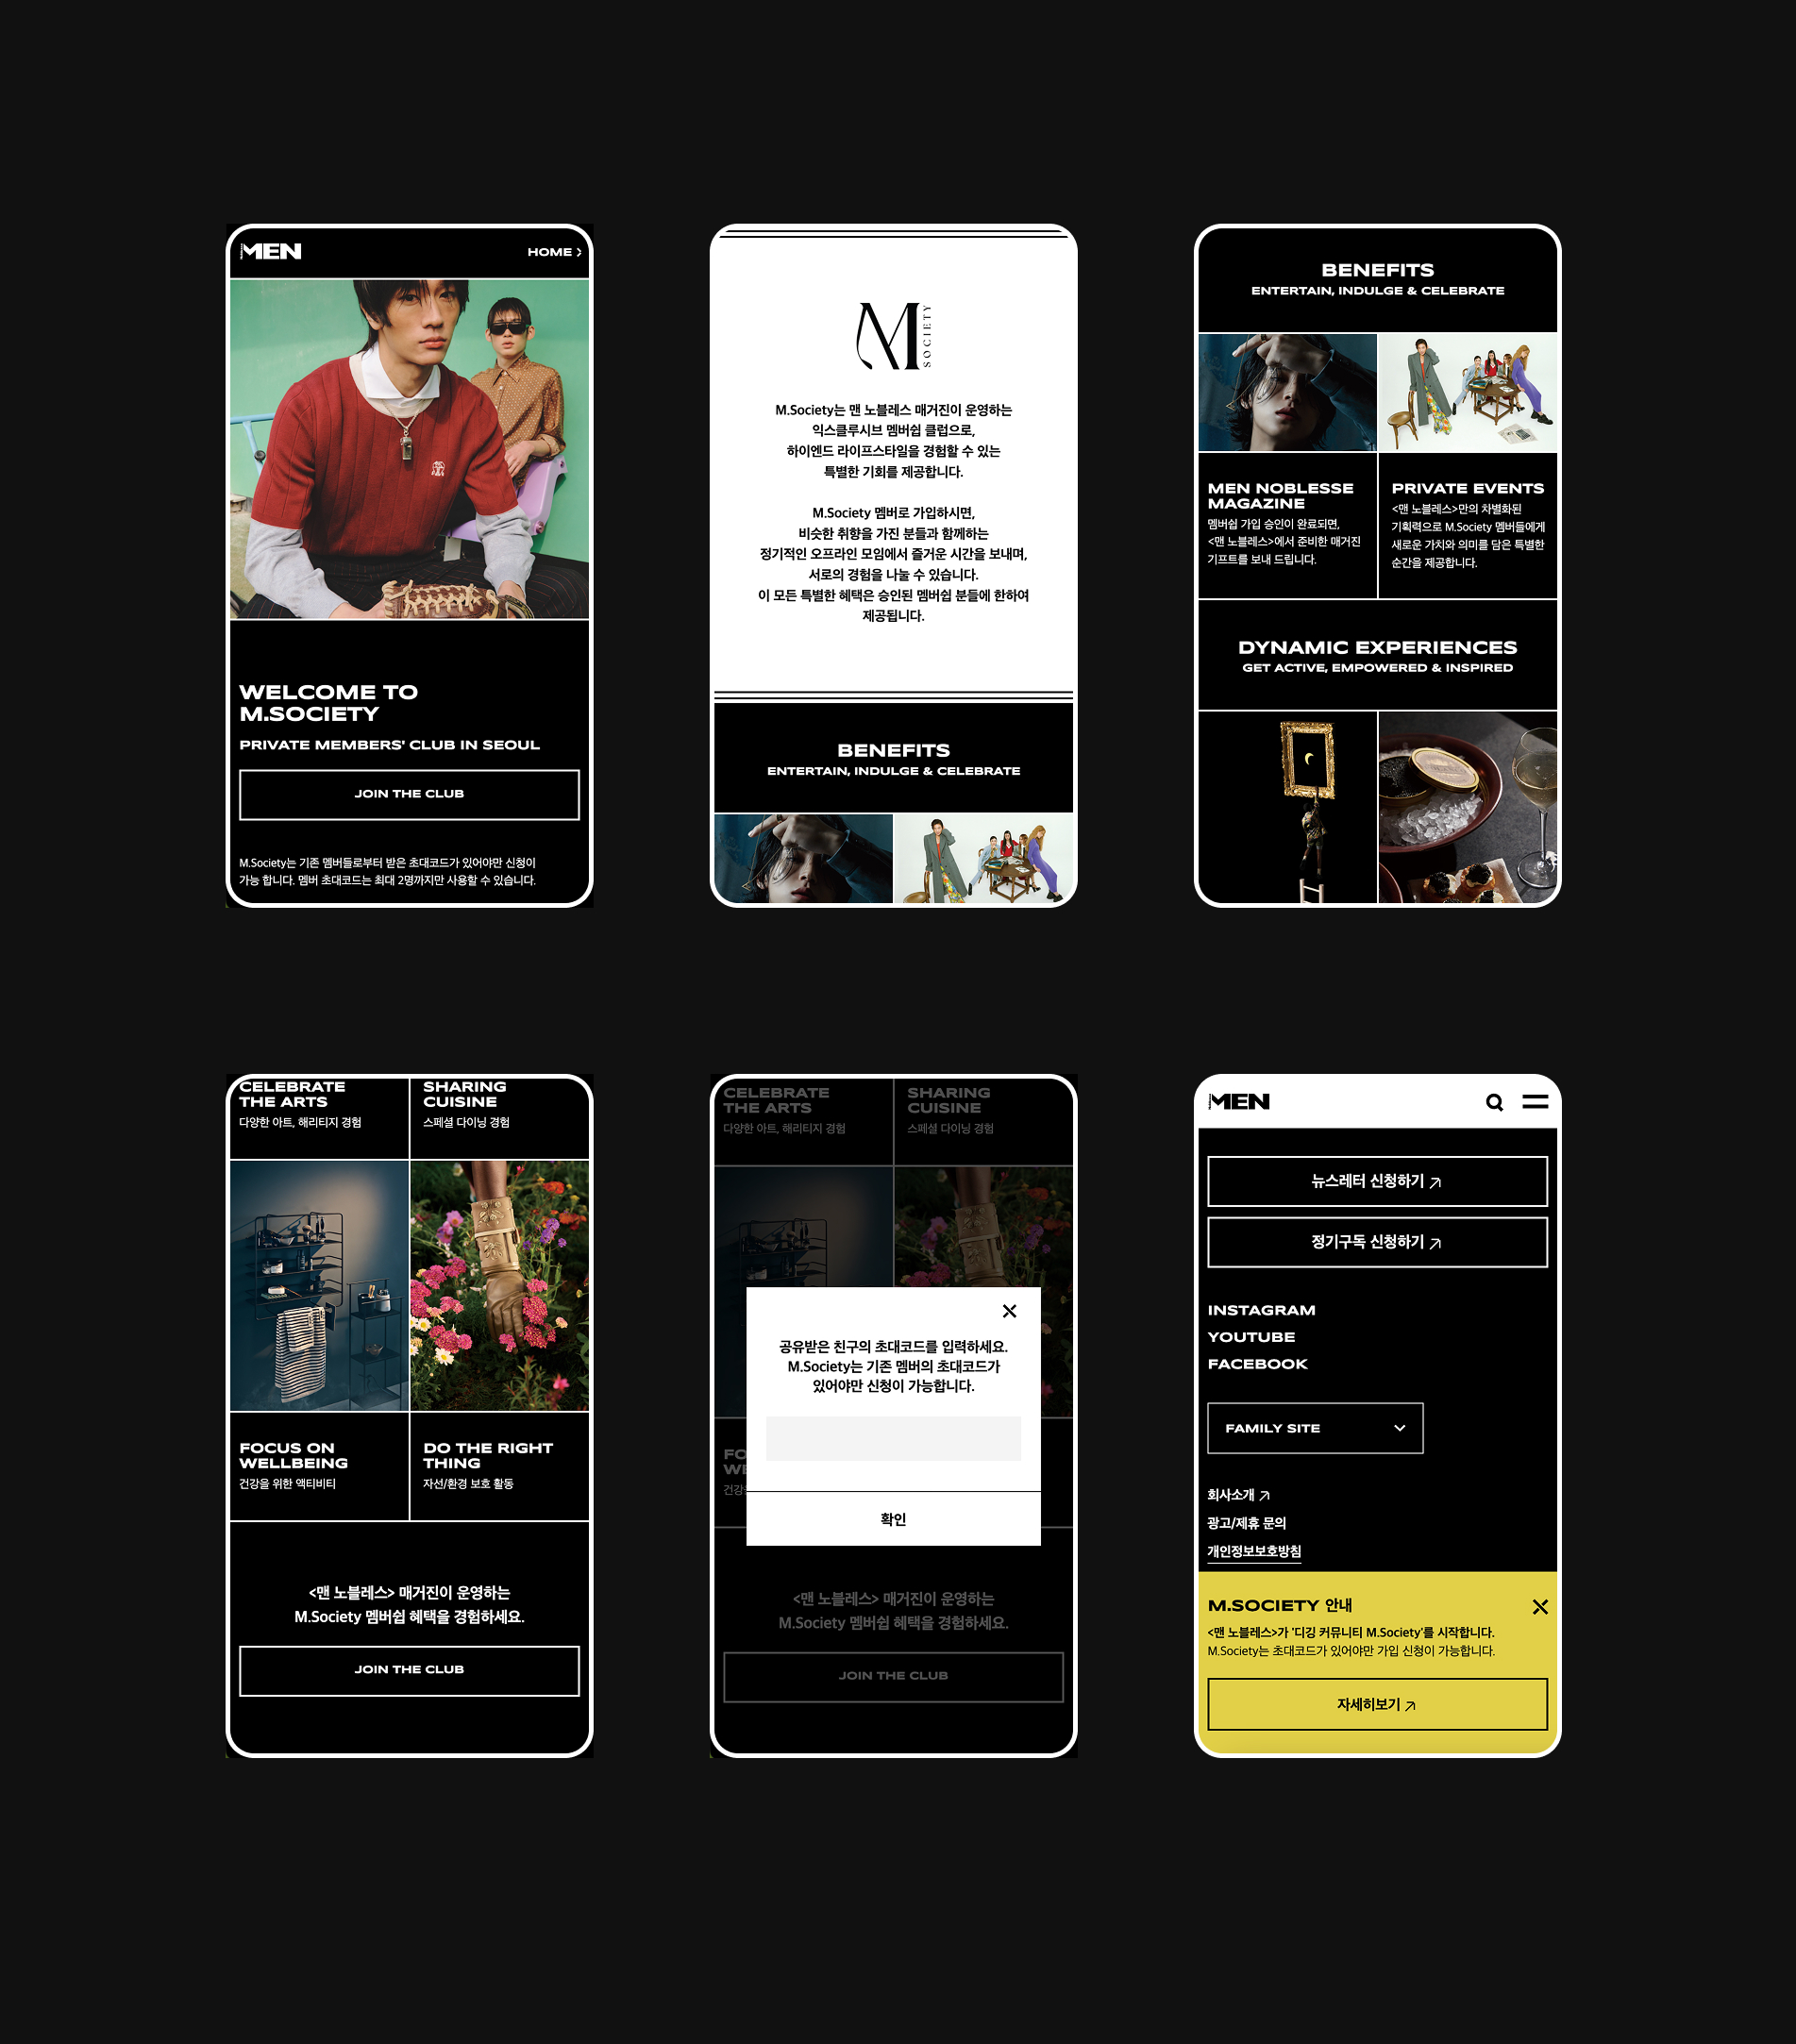 MEN
HOME >
WELCOME TO
M.SOCIETY
PRIVATE MEMBERS' CLUB IN SEOUL
JOIN THE CLUB
M.Society는 기존 멤버들로부터 받은 초대코드가 있어야만 신청이
가능 합니다. 멤버 초대코드는 최대 2명까지만 사용할 수 있습니다.
M SOCIETY
M.Society는 맨 노블레스 매거진이 운영하는
익스클루시브 멤버쉽 클럽으로,
하이엔드 라이프스타일을 경험할 수 있는
특별한 기회를 제공합니다.
M.Society 멤버로 가입하시면,
비슷한 취향을 가진 분들과 함께하는
정기적인 오프라인 모임에서 즐거운 시간을 보내며,
서로의 경험을 나눌 수 있습니다.
이 모든 특별한 혜택은 승인된 멤버쉽 분들에 한하여
제공됩니다.
BENEFITS
ENTERTAIN, INDULGE & CELEBRATE
BENEFITS
ENTERTAIN, INDULGE & CELEBRATE
MEN NOBLESSE
MAGAZINE
멤버쉽 가입 승인이 완료되면,
<맨 노블레스>에서 준비한 매거진
기프트를 보내 드립니다.
PRIVATE EVENTS
<맨 노블레스>만의 차별화된
기획력으로 M.Society 멤버들에게
새로운 가치와 의미를 담은 특별한
순간을 제공합니다.
DYNAMIC EXPERIENCES
GET ACTIVE, EMPOWERED & INSPIRED
CELEBRATE
THE ARTS
다양한 아트, 해리티지 경험
SHARING
CUISINE
스페셜 다이닝 경험
FOCUS ON
WELLBEING
건강을 위한 액티비티
DO THE RIGHT
THING
자선/환경 보호 활동
<맨 노블레스> 매거진이 운영하는
M.Society 멤버쉽 혜택을 경험하세요.
JOIN THE CLUB
CELEBRATE
THE ARTS
다양한 아트, 해리티지 경험
SHARING
CUISINE
스페셜 다이닝 경험
공유받은 친구의 초대코드를 입력하세요.
M.Society는 기존 멤버의 초대코드가
있어야만 신청이 가능합니다.
확인
FO
WE
건강
<맨 노블레스> 매거진이 운영하는
M.Society 멤버쉽 혜택을 경험하세요.
JOIN THE CLUB
MEN
뉴스레터 신청하기
정기구독 신청하기
INSTAGRAM
YOUTUBE
FACEBOOK
FAMILY SITE
회사소개
광고/제휴 문의
개인정보보호방침
M.SOCIETY 안내
<맨 노블레스>가 '디깅 커뮤니티 M.Society'를 시작합니다.
M.Society는 초대코드가 있어야만 가입 신청이 가능합니다.
자세히보기